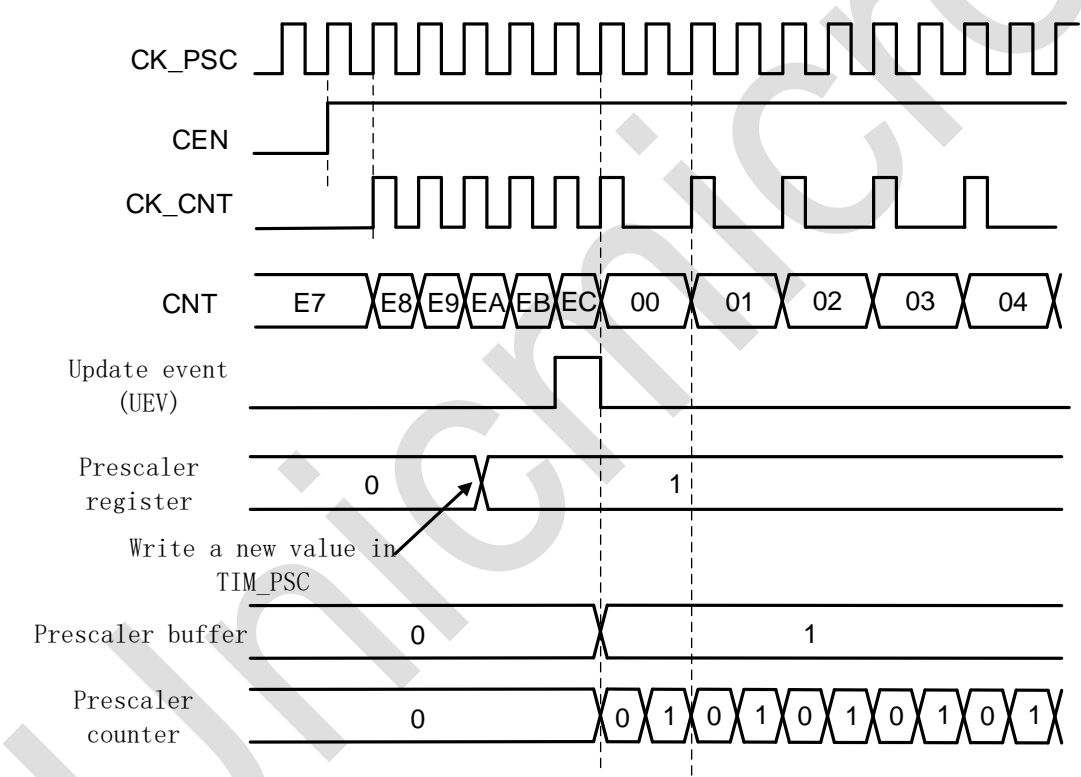 CK_PSC
CEN
CK_CNT
CNT E7 E8 E9 EA EB EC 00 01 02 03 04
Update event
(UEV)
Prescaler
register
0 1
Write a new value in
TIM_PSC
Prescaler buffer 0 1
Prescaler
counter
0 0 1 0 1 0 1 0 1 0 1
Unicmicro